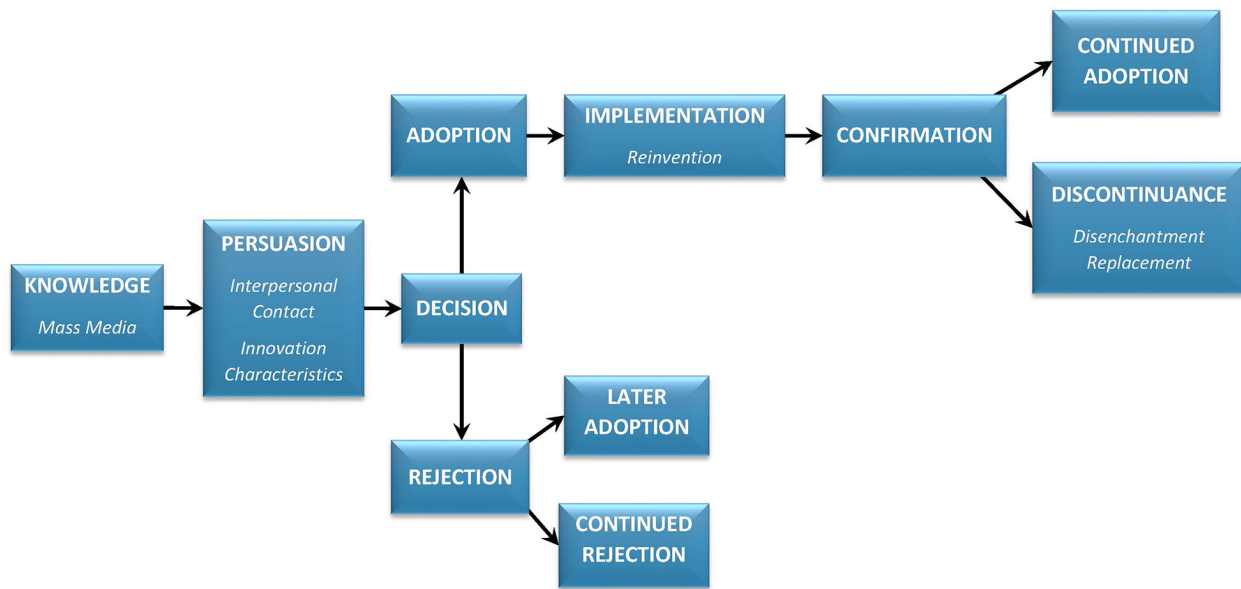 KNOWLEDGE
Mass Media
PERSUASION
Interpersonal
Contact
Innovation
Characteristics
DECISION
ADOPTION
IMPLEMENTATION
Reinvention
CONFIRMATION
CONTINUED
ADOPTION
DISCONTINUANCE
Disenchantment
Replacement
REJECTION
LATER
ADOPTION
CONTINUED
REJECTION